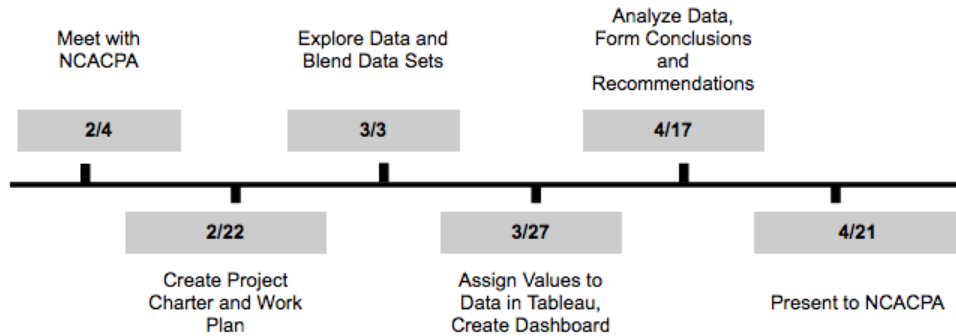 Meet with
NCACPA
2/4
Explore Data and
Blend Data Sets
3/3
Analyze Data,
Form Conclusions
and
Recommendations
4/17
2/22
Create Project
Charter and Work
Plan
3/27
Assign Values to
Data in Tableau,
Create Dashboard
4/21
Present to NCACPA